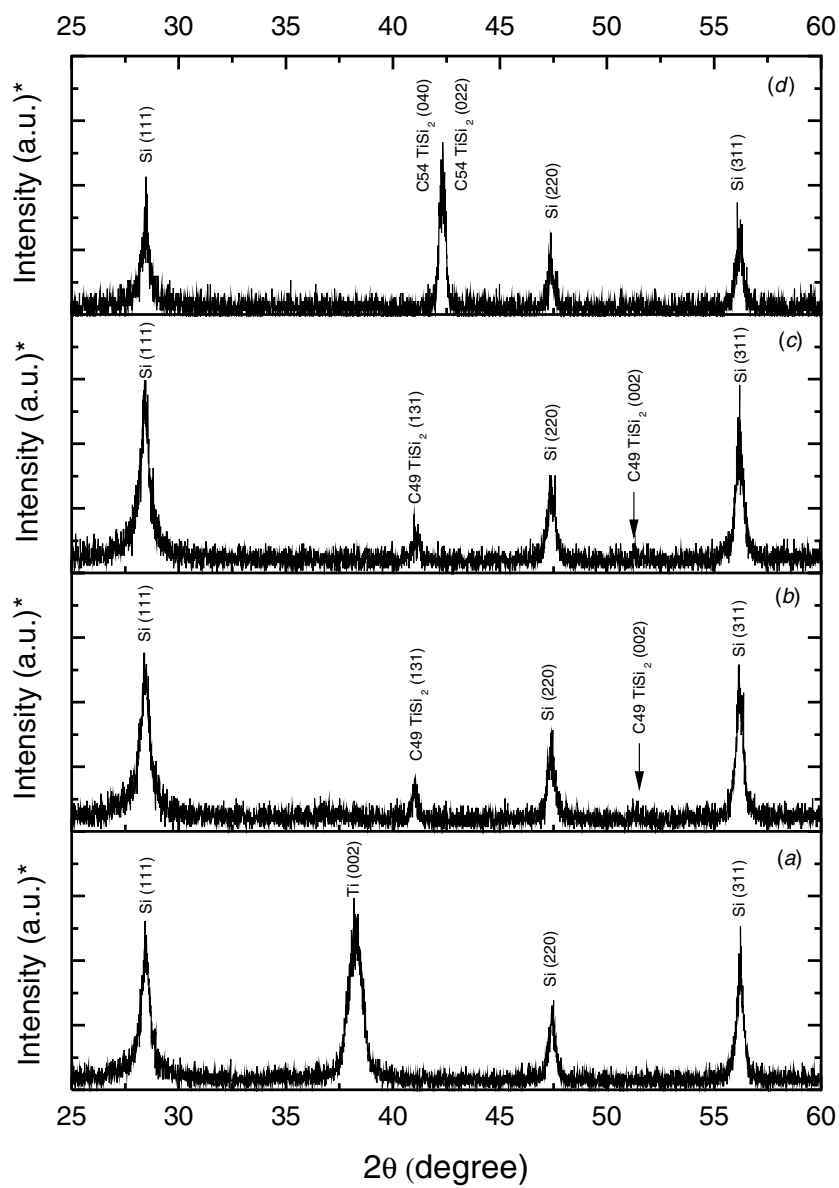 25 30 35 40 45 50 55 60
Intensity (a.u.)*
(d)
Si (111)
C54 TiSi₂ (040)
C54 TiSi₂ (022)
Si (220)
Si (311)
Intensity (a.u.)*
(c)
Si (111)
C49 TiSi₂ (131)
Si (220)
C49 TiSi₂ (002)
Si (311)
Intensity (a.u.)*
(b)
Si (111)
C49 TiSi₂ (131)
Si (220)
C49 TiSi₂ (002)
Si (311)
Intensity (a.u.)*
(a)
Si (111)
Ti (002)
Si (220)
Si (311)
25 30 35 40 45 50 55 60
2θ (degree)